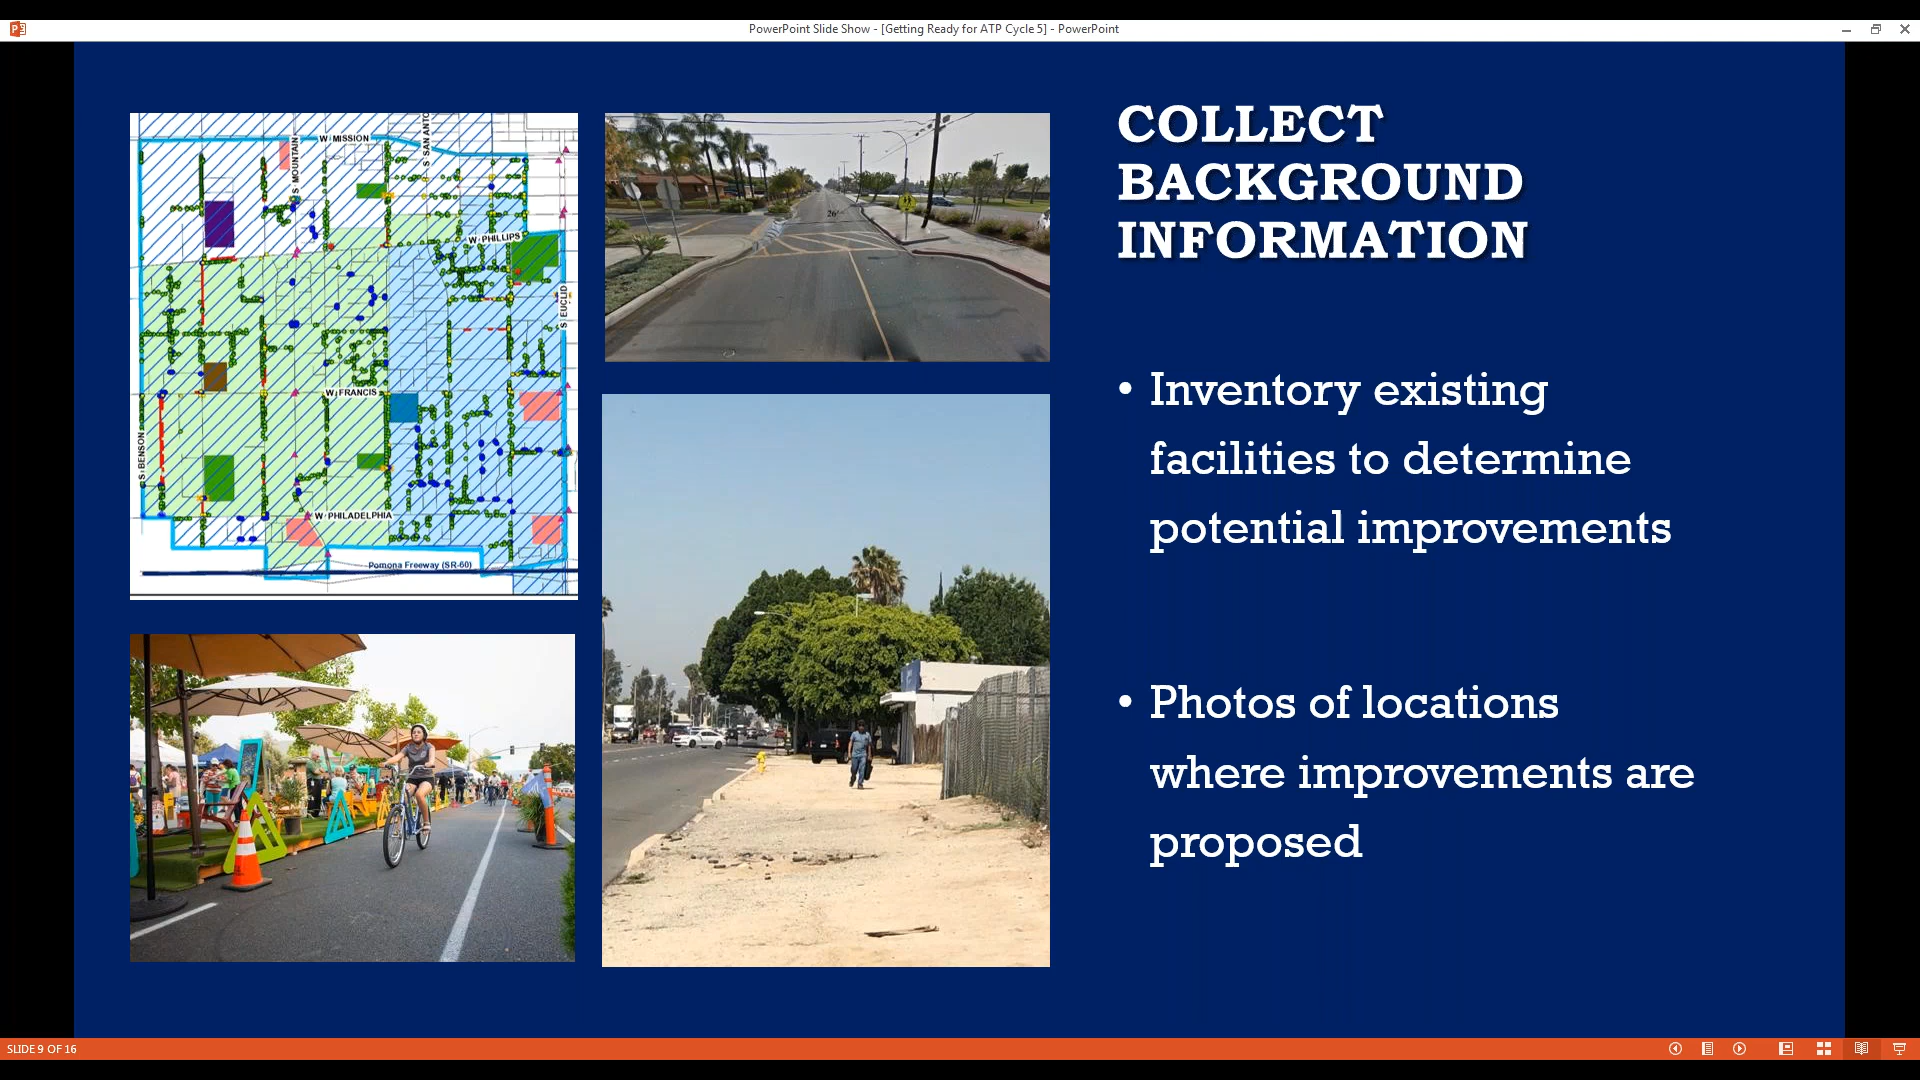 PowerPoint Slide Show - [Getting Ready for ATP Cycle 5] - PowerPoint
COLLECT
BACKGROUND
INFORMATION
• Inventory existing
facilities to determine
potential improvements
• Photos of locations
where improvements are
proposed
W MISSION
S MOUNTAIN
S SAN ANTO
W PHILLIPS
S EUCLID
W FRANCIS
S BENSON
W PHILADELPHIA
Pomona Freeway (SR-60)
26'
SLIDE 9 OF 16